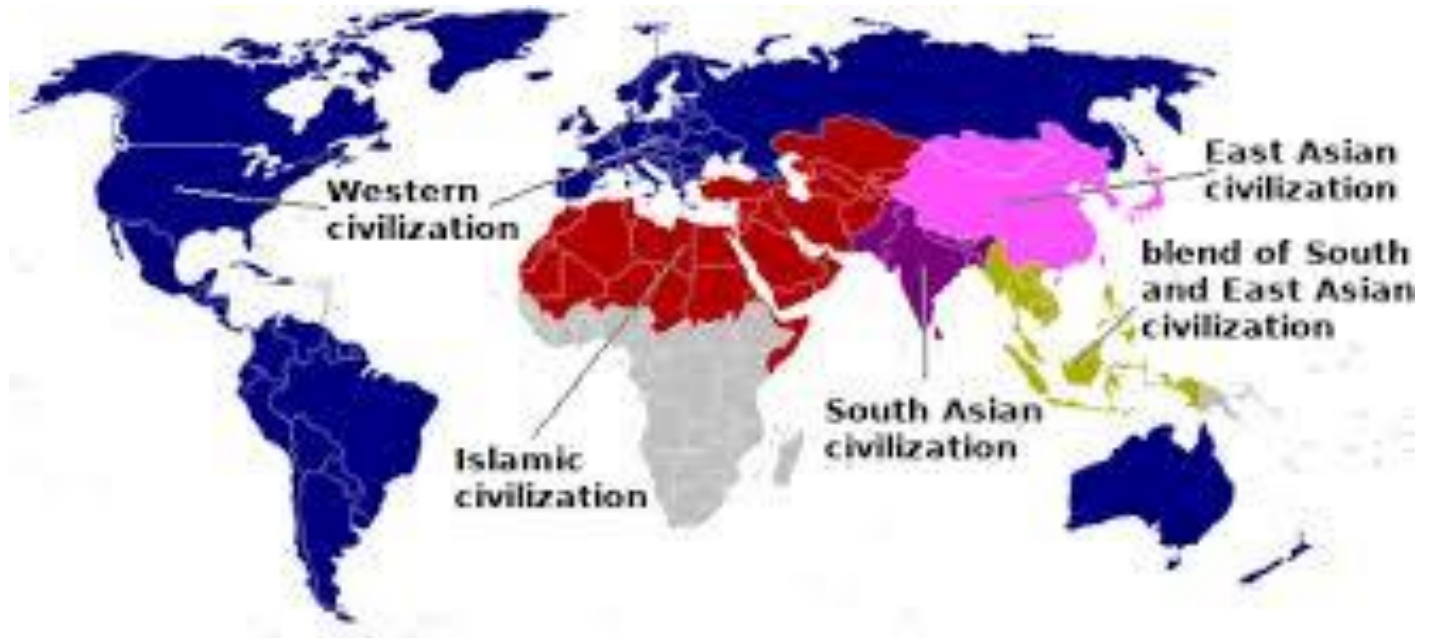 Western
civilization
East Asian
civilization
blend of South
and East Asian
civilization
South Asian
civilization
Islamic
civilization